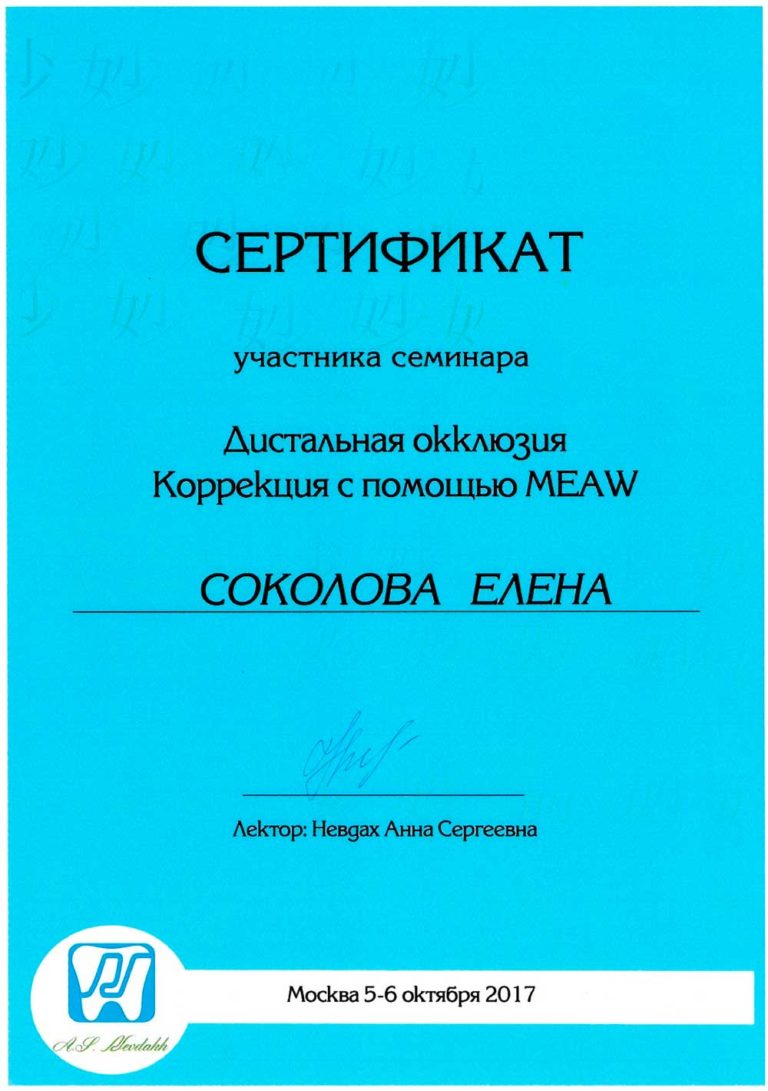 СЕРТИФИКАТ
участника семинара
Дистальная окклюзия
Коррекция с помощью MEAW
СОКОЛОВА ЕЛЕНА
Лектор: Невдах Анна Сергеевна
Москва 5-6 октября 2017
A.S. Nevdakh